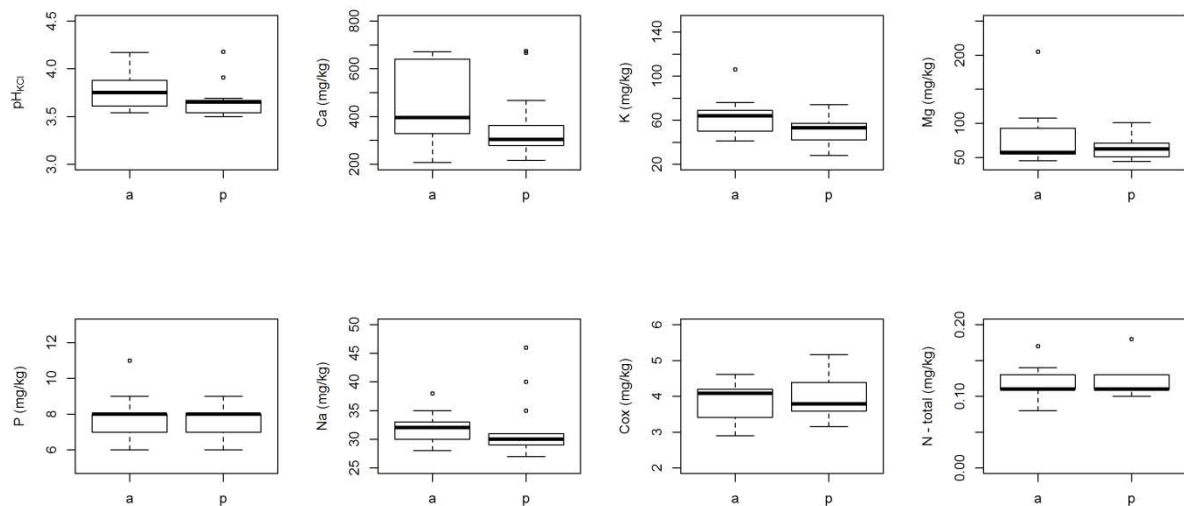 pH_KCl
4.5
4.0
3.5
3.0
a p
Ca (mg/kg)
800
600
400
200
a p
K (mg/kg)
140
100
60
20
a p
Mg (mg/kg)
200
100
50
a p
P (mg/kg)
12
10
8
6
a p
Na (mg/kg)
50
45
40
35
30
25
a p
Cox (mg/kg)
6
5
4
3
2
a p
N - total (mg/kg)
0.20
0.10
0.00
a p